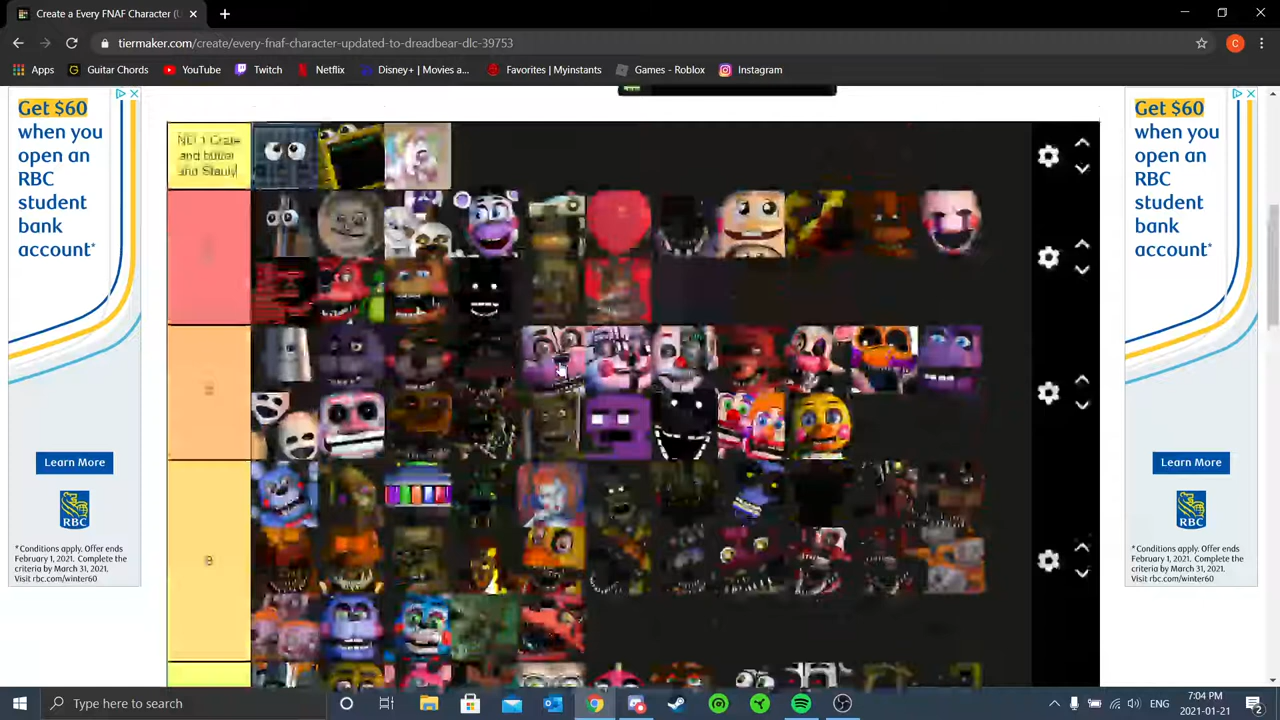 Create a Every FNAF Character (U
tiermaker.com/create/every-fnaf-character-updated-to-dreadbear-dlc-39753
C
Apps Guitar Chords YouTube Twitch Netflix Disney+ | Movies a... Favorites | Myinstants Games - Roblox Instagram
Get $60
when you
open an
RBC
student
bank
account*
Learn More
RBC
*Conditions apply. Offer ends
February 1, 2021. Complete the
criteria by March 31, 2021.
Visit rbc.com/winter60
and
and
Get $60
when you
open an
RBC
student
bank
account*
Learn More
RBC
*Conditions apply. Offer ends
February 1, 2021. Complete the
criteria by March 31, 2021.
Visit rbc.com/winter60
Type here to search
ENG
7:04 PM
2021-01-21
2